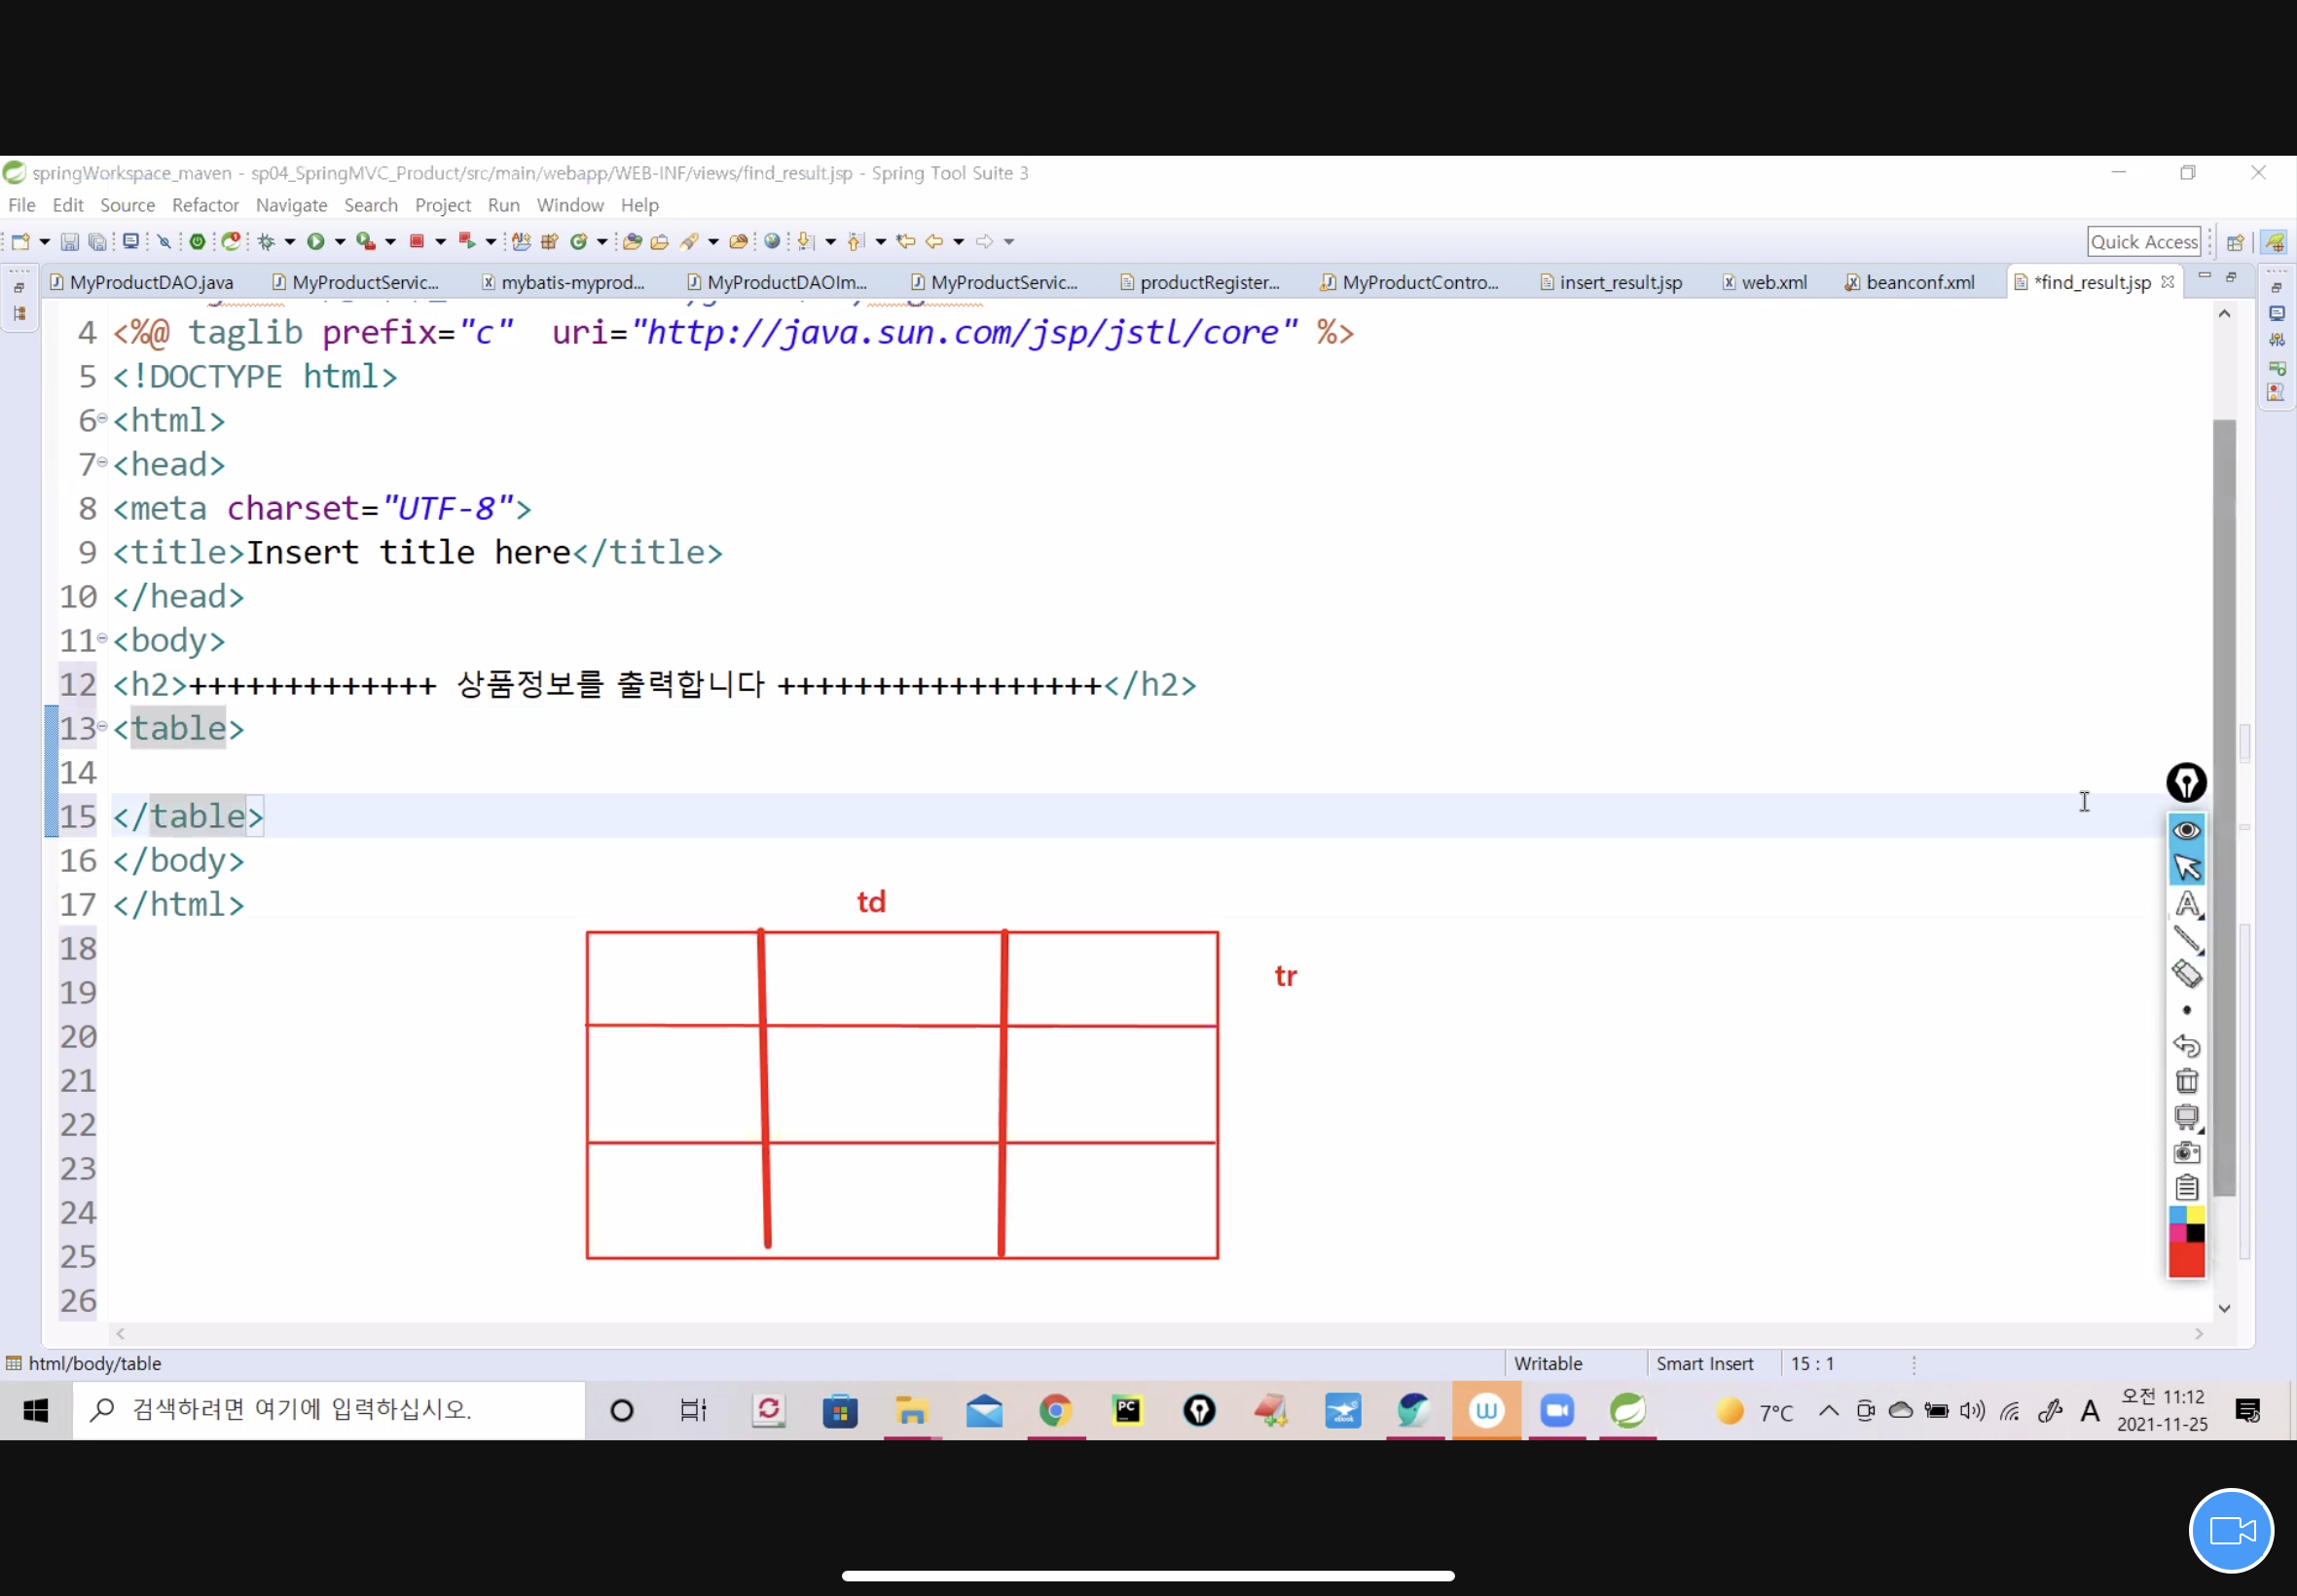 springWorkspace_maven - sp04_SpringMVC_Product/src/main/webapp/WEB-INF/views/find_result.jsp - Spring Tool Suite 3
File Edit Source Refactor Navigate Search Project Run Window Help
Quick Access
MyProductDAO.java MyProductServic... mybatis-myprod... MyProductDAOIm... MyProductServic... productRegister... MyProductContro... insert_result.jsp web.xml beanconf.xml *find_result.jsp
4 <%@ taglib prefix="c"  uri="http://java.sun.com/jsp/jstl/core" %>
5 <!DOCTYPE html>
6 <html>
7 <head>
8 <meta charset="UTF-8">
9 <title>Insert title here</title>
10 </head>
11 <body>
12 <h2>+++++++++++++ 상품정보를 출력합니다 +++++++++++++++++</h2>
13 <table>
14
15 </table>
16 </body>
17 </html>
td
18
19 tr
20
21
22
23
24
25
26
html/body/table Writable Smart Insert 15 : 1
검색하려면 여기에 입력하십시오. PC eBook w 7°C A 오전 11:12
2021-11-25